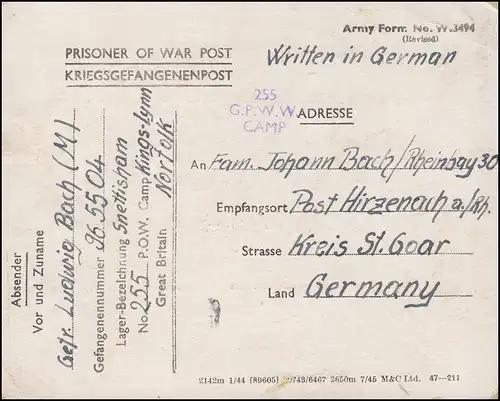 Army Form No. W.3494
(Revised)
Written in German
PRISONER OF WAR POST
KRIEGSGEFANGENENPOST
255
G.P.W.W.
CAMP
ADRESSE
An Fam. Johann Bach/Rheinbay 30
Empfangsort Post Hirzenach a./Rh.
Strasse Kreis St. Goar
Land Germany
Absender
Vor und Zuname
Gefr. Ludwig Bach (M)
Gefangenennummer 965504
Lager-Bezeichnung Snettisham
No. 255 P.O.W. Camp Kings-Lynn
Great Britain Norfolk
2142m 1/44 (89605) 29743/6407 2650m 7/45 M&C Ltd. 47—211